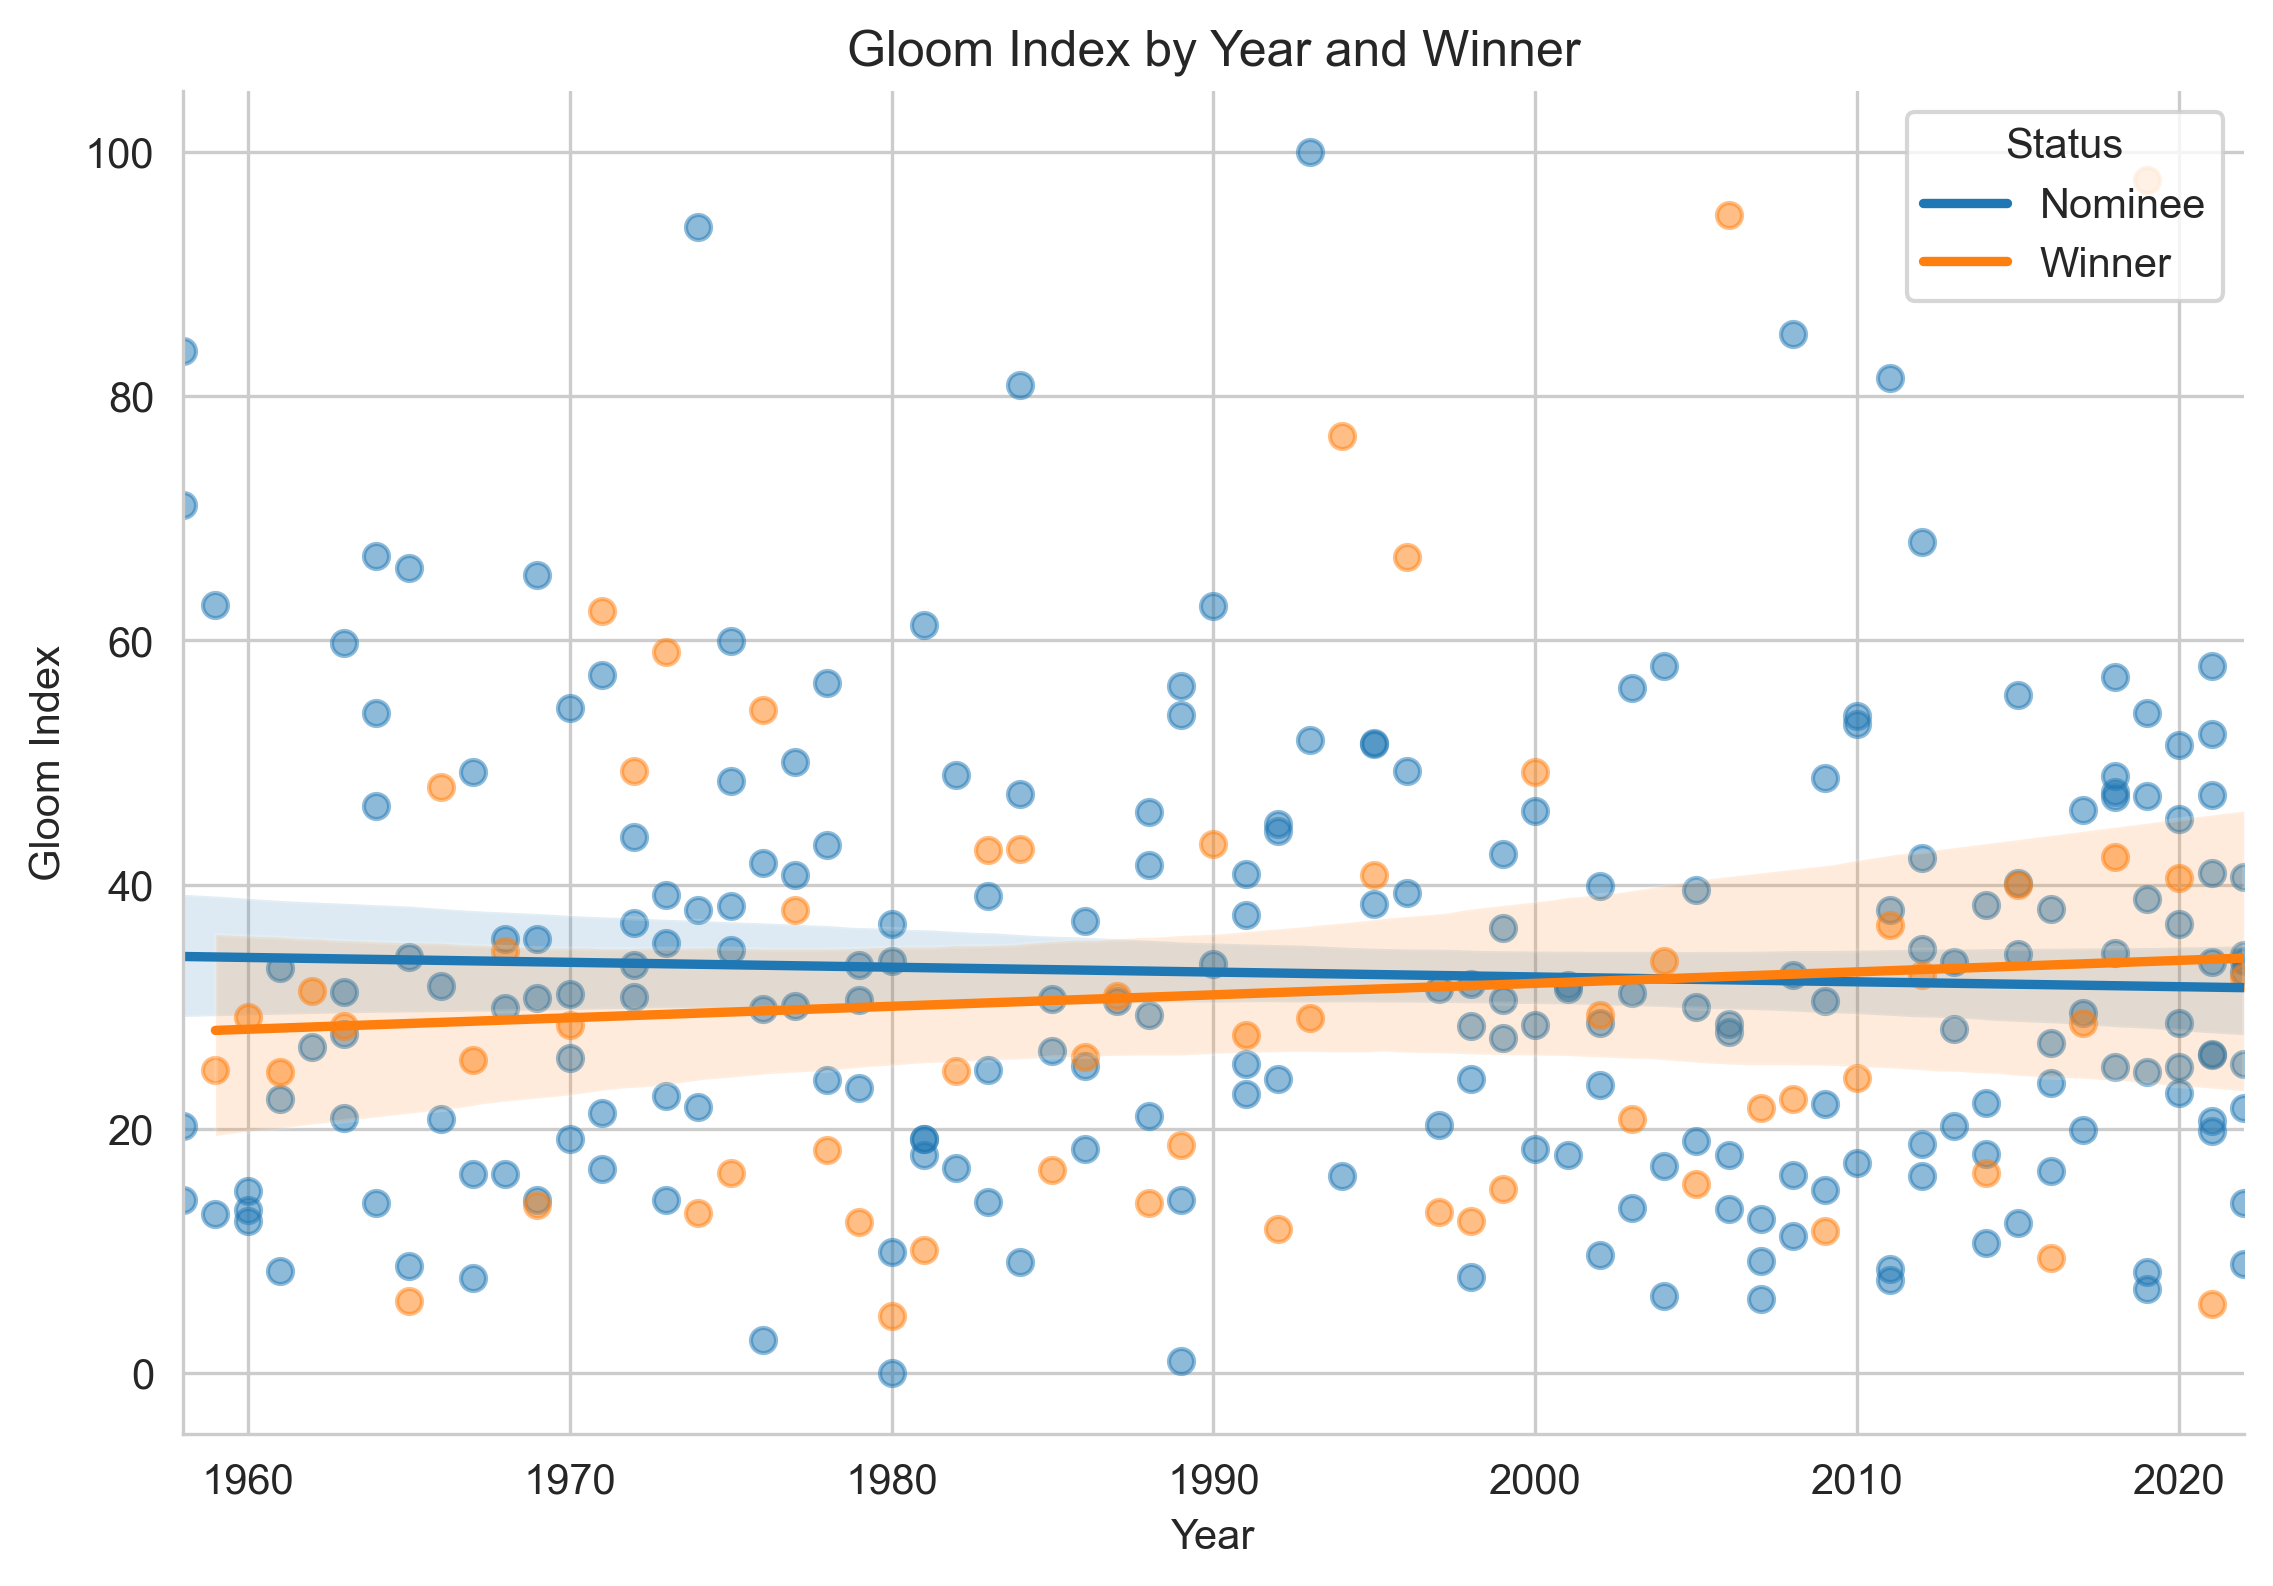 Gloom Index by Year and Winner
Status
Nominee
Winner
Gloom Index
100
80
60
40
20
0
1960 1970 1980 1990 2000 2010 2020
Year